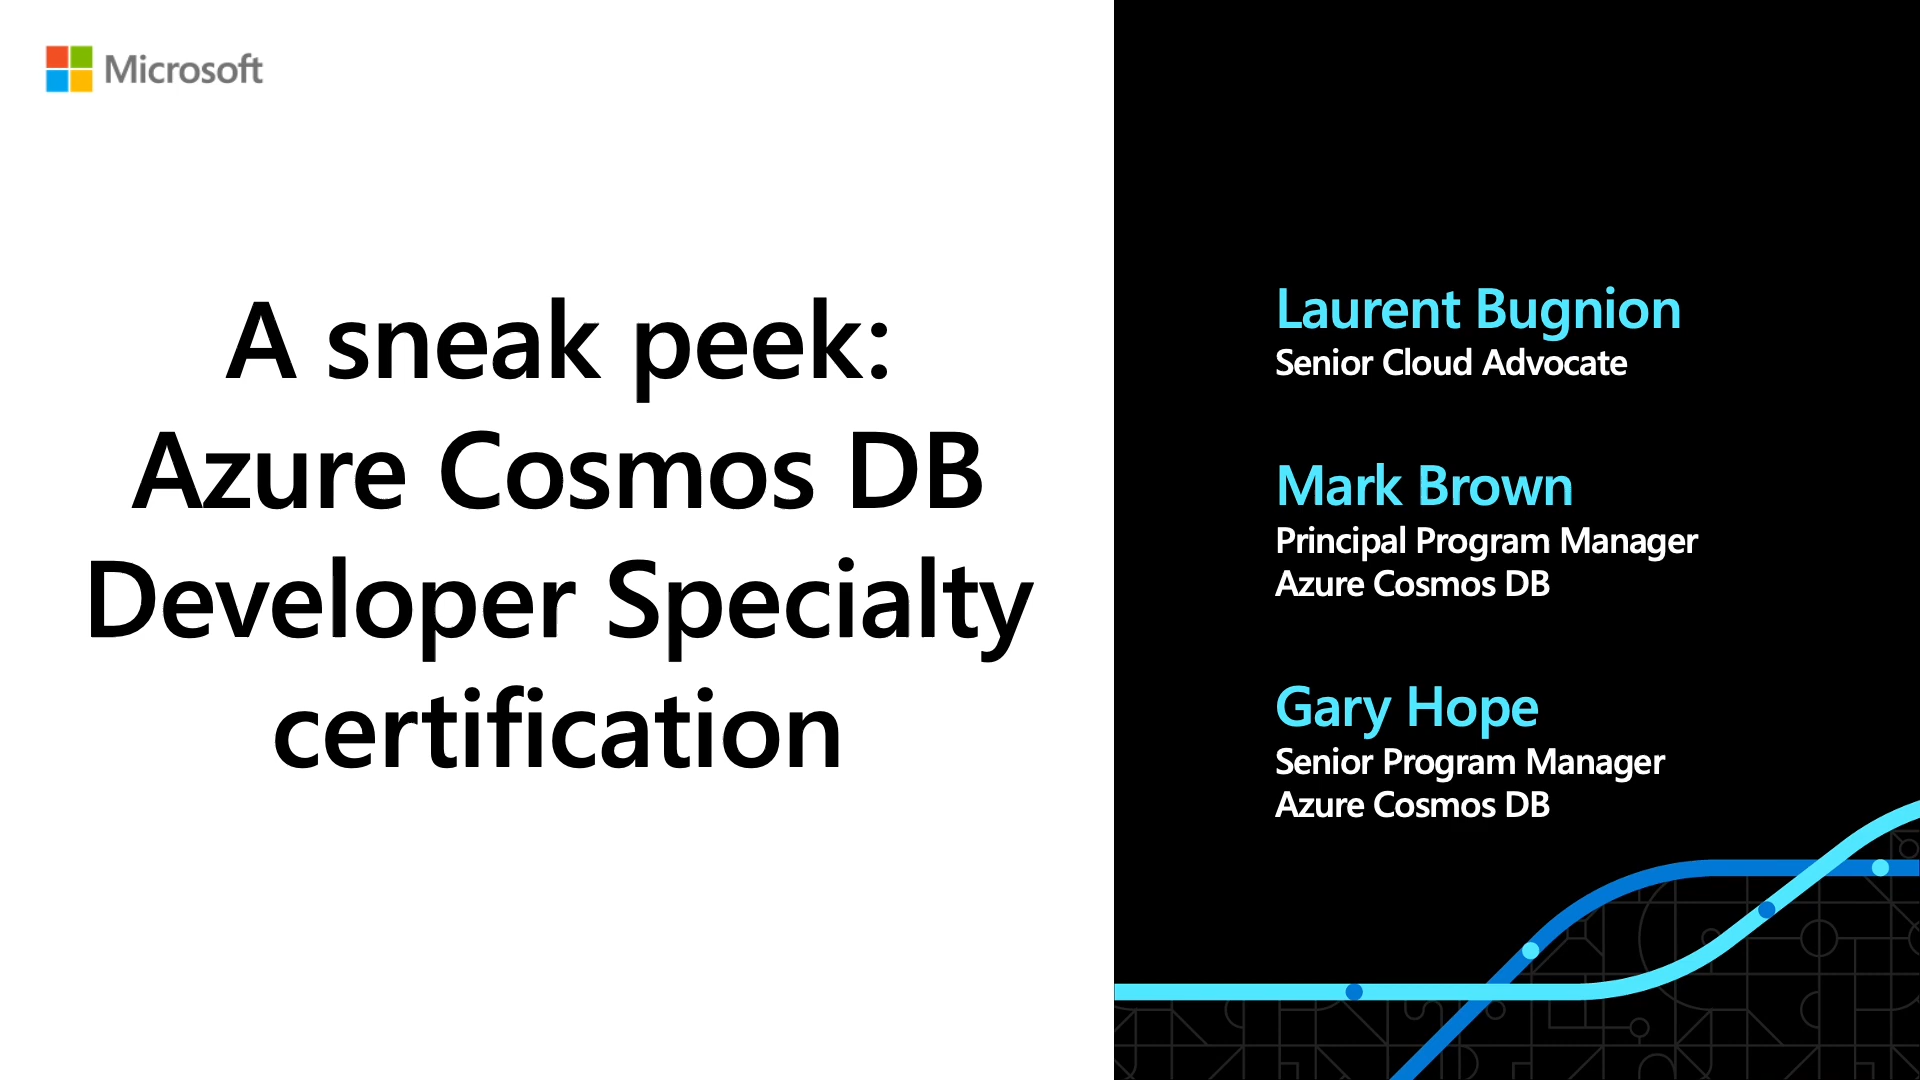 Microsoft
A sneak peek:
Azure Cosmos DB
Developer Specialty
certification
Laurent Bugnion
Senior Cloud Advocate
Mark Brown
Principal Program Manager
Azure Cosmos DB
Gary Hope
Senior Program Manager
Azure Cosmos DB